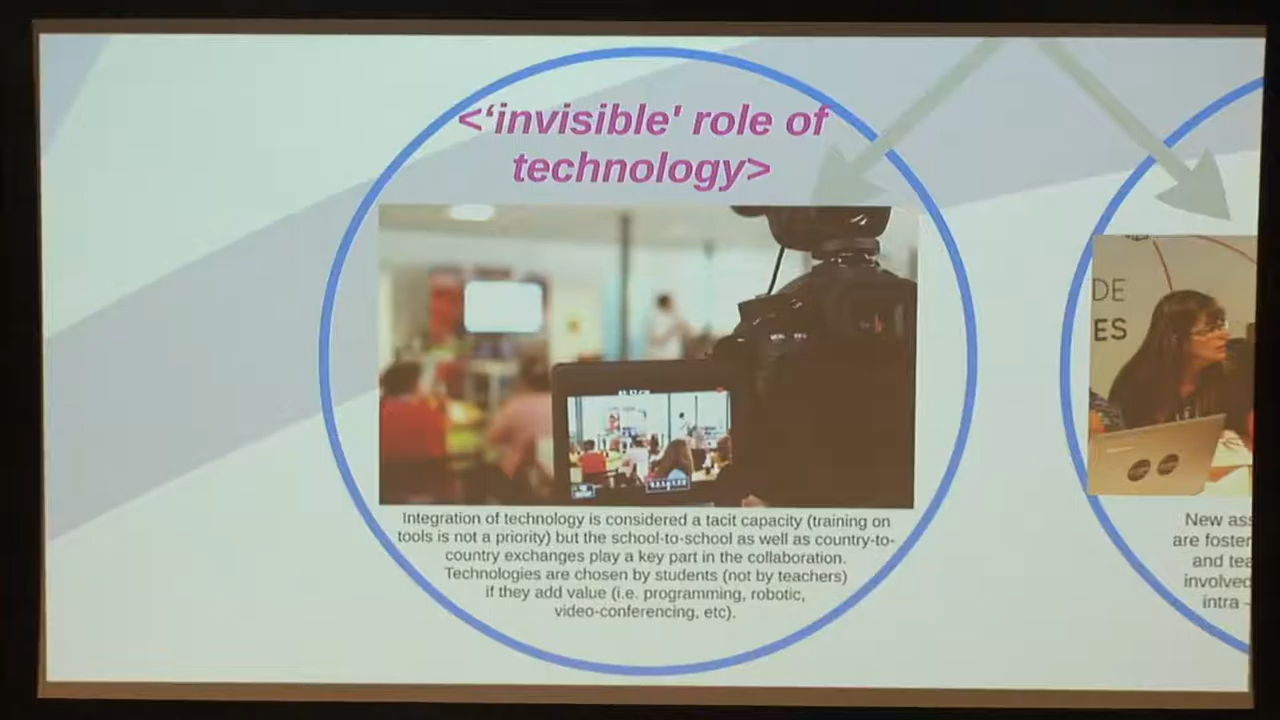 <‘invisible' role of
technology>
Integration of technology is considered a tacit capacity (training on
tools is not a priority) but the school-to-school as well as country-to-
country exchanges play a key part in the collaboration.
Technologies are chosen by students (not by teachers)
if they add value (i.e. programming, robotic,
video-conferencing, etc).
DE
ES
New ass
are foster
and tea
involved
intra -